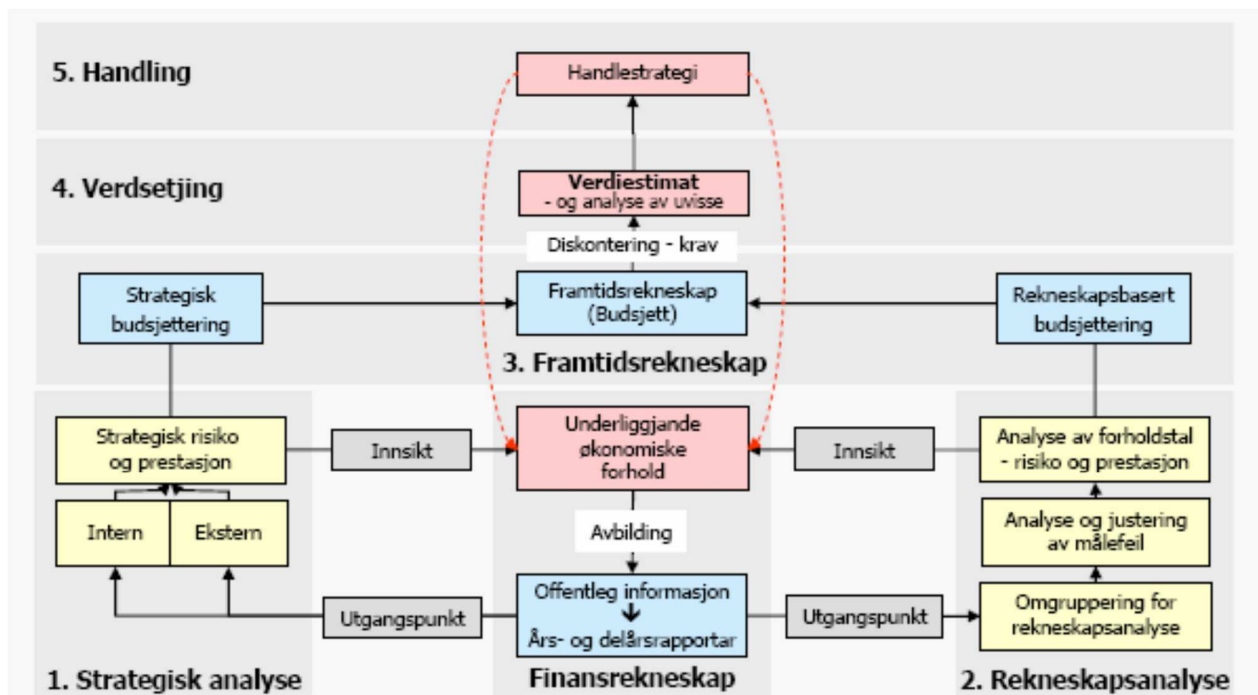 5. Handling
Handlestrategi
4. Verdsetjing
Verdiestimat
- og analyse av uvisse
Diskontering - krav
Strategisk
budsjettering
Framtidsrekneskap
(Budsjett)
Rekneskapsbasert
budsjettering
3. Framtidsrekneskap
Strategisk risiko
og prestasjon
Innsikt
Underliggjande
økonomiske
forhold
Innsikt
Analyse av forholdstal
- risiko og prestasjon
Intern
Ekstern
Avbilding
Analyse og justering
av målefeil
Utgangspunkt
Offentleg informasjon
Års- og delårsrapportar
Utgangspunkt
Omgruppering for
rekneskapsanalyse
1. Strategisk analyse
Finansrekneskap
2. Rekneskapsanalyse